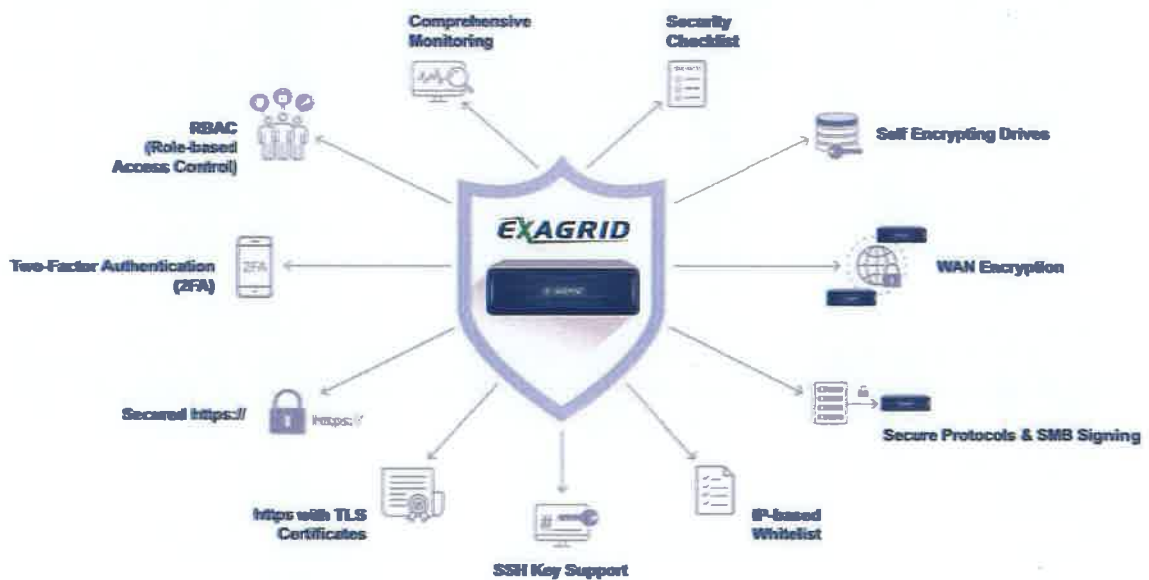 Comprehensive
Monitoring
Security
Checklist
RBAC
(Role-based
Access Control)
Self Encrypting Drives
EXAGRID
Two-Factor Authentication
(2FA)
2FA
WAN Encryption
Secured https://
https://
Secure Protocols & SMB Signing
https with TLS
Certificates
#
SSH Key Support
IP-based
Whitelist